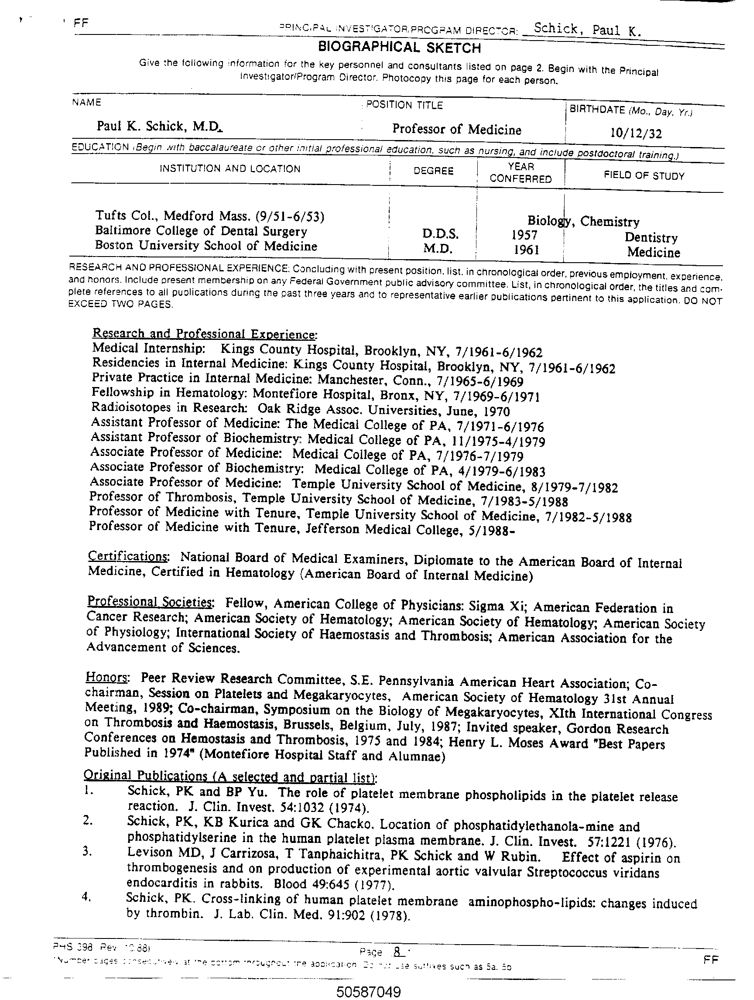 FF
PRINCIPAL INVESTIGATOR/PROGRAM DIRECTOR: Schick, Paul K.
BIOGRAPHICAL SKETCH
Give the following information for the key personnel and consultants listed on page 2. Begin with the Principal
Investigator/Program Director. Photocopy this page for each person.
NAME POSITION TITLE BIRTHDATE (Mo., Day, Yr.)
Paul K. Schick, M.D. Professor of Medicine 10/12/32
EDUCATION (Begin with baccalaureate or other initial professional education, such as nursing, and include postdoctoral training.)
INSTITUTION AND LOCATION DEGREE YEAR CONFERRED FIELD OF STUDY
Tufts Col., Medford Mass. (9/51-6/53) Biology, Chemistry
Baltimore College of Dental Surgery D.D.S. 1957 Dentistry
Boston University School of Medicine M.D. 1961 Medicine
RESEARCH AND PROFESSIONAL EXPERIENCE: Concluding with present position, list, in chronological order, previous employment, experience,
and honors. Include present membership on any Federal Government public advisory committee. List, in chronological order, the titles and com-
plete references to all publications during the past three years and to representative earlier publications pertinent to this application. DO NOT
EXCEED TWO PAGES.
Research and Professional Experience:
Medical Internship: Kings County Hospital, Brooklyn, NY, 7/1961-6/1962
Residencies in Internal Medicine: Kings County Hospital, Brooklyn, NY, 7/1961-6/1962
Private Practice in Internal Medicine: Manchester, Conn., 7/1965-6/1969
Fellowship in Hematology: Montefiore Hospital, Bronx, NY, 7/1969-6/1971
Radioisotopes in Research: Oak Ridge Assoc. Universities, June, 1970
Assistant Professor of Medicine: The Medical College of PA, 7/1971-6/1976
Assistant Professor of Biochemistry: Medical College of PA, 11/1975-4/1979
Associate Professor of Medicine: Medical College of PA, 7/1976-7/1979
Associate Professor of Biochemistry: Medical College of PA, 4/1979-6/1983
Associate Professor of Medicine: Temple University School of Medicine, 8/1979-7/1982
Professor of Thrombosis, Temple University School of Medicine, 7/1983-5/1988
Professor of Medicine with Tenure, Temple University School of Medicine, 7/1982-5/1988
Professor of Medicine with Tenure, Jefferson Medical College, 5/1988-
Certifications: National Board of Medical Examiners, Diplomate to the American Board of Internal
Medicine, Certified in Hematology (American Board of Internal Medicine)
Professional Societies: Fellow, American College of Physicians: Sigma Xi; American Federation in
Cancer Research; American Society of Hematology; American Society of Hematology; American Society
of Physiology; International Society of Haemostasis and Thrombosis; American Association for the
Advancement of Sciences.
Honors: Peer Review Research Committee, S.E. Pennsylvania American Heart Association; Co-
chairman, Session on Platelets and Megakaryocytes, American Society of Hematology 31st Annual
Meeting, 1989; Co-chairman, Symposium on the Biology of Megakaryocytes, XIth International Congress
on Thrombosis and Haemostasis, Brussels, Belgium, July, 1987; Invited speaker, Gordon Research
Conferences on Hemostasis and Thrombosis, 1975 and 1984; Henry L. Moses Award "Best Papers
Published in 1974" (Montefiore Hospital Staff and Alumnae)
Original Publications (A selected and partial list):
1. Schick, PK and BP Yu. The role of platelet membrane phospholipids in the platelet release
reaction. J. Clin. Invest. 54:1032 (1974).
2. Schick, PK, KB Kurica and GK Chacko. Location of phosphatidylethanola-mine and
phosphatidylserine in the human platelet plasma membrane. J. Clin. Invest. 57:1221 (1976).
3. Levison MD, J Carrizosa, T Tanphaichitra, PK Schick and W Rubin. Effect of aspirin on
thrombogenesis and on production of experimental aortic valvular Streptococcus viridans
endocarditis in rabbits. Blood 49:645 (1977).
4. Schick, PK. Cross-linking of human platelet membrane aminophospho-lipids: changes induced
by thrombin. J. Lab. Clin. Med. 91:902 (1978).
PHS 398 (Rev. 10/88) Page 8
*Number pages consecutively at the bottom throughout the application. Do not use suffixes such as 5a, 5b. FF
50587049